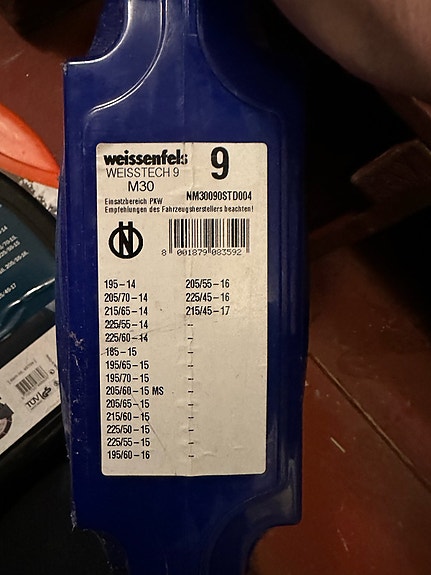 weissenfels 9
WEISSTECH 9
M30
NM30090STD004
Einsatzbereich PKW
Empfehlungen des Fahrzeugherstellers beachten!
N
8 001879 083592
195-14
205/70-14
215/65-14
225/55-14
225/60-14
185-15
195/65-15
195/70-15
205/60-15 MS
205/65-15
215/60-15
225/50-15
225/55-15
195/60-16
205/55-16
225/45-16
215/45-17
-
-
-
-
-
-
-
-
-
-
-
TÜV GS